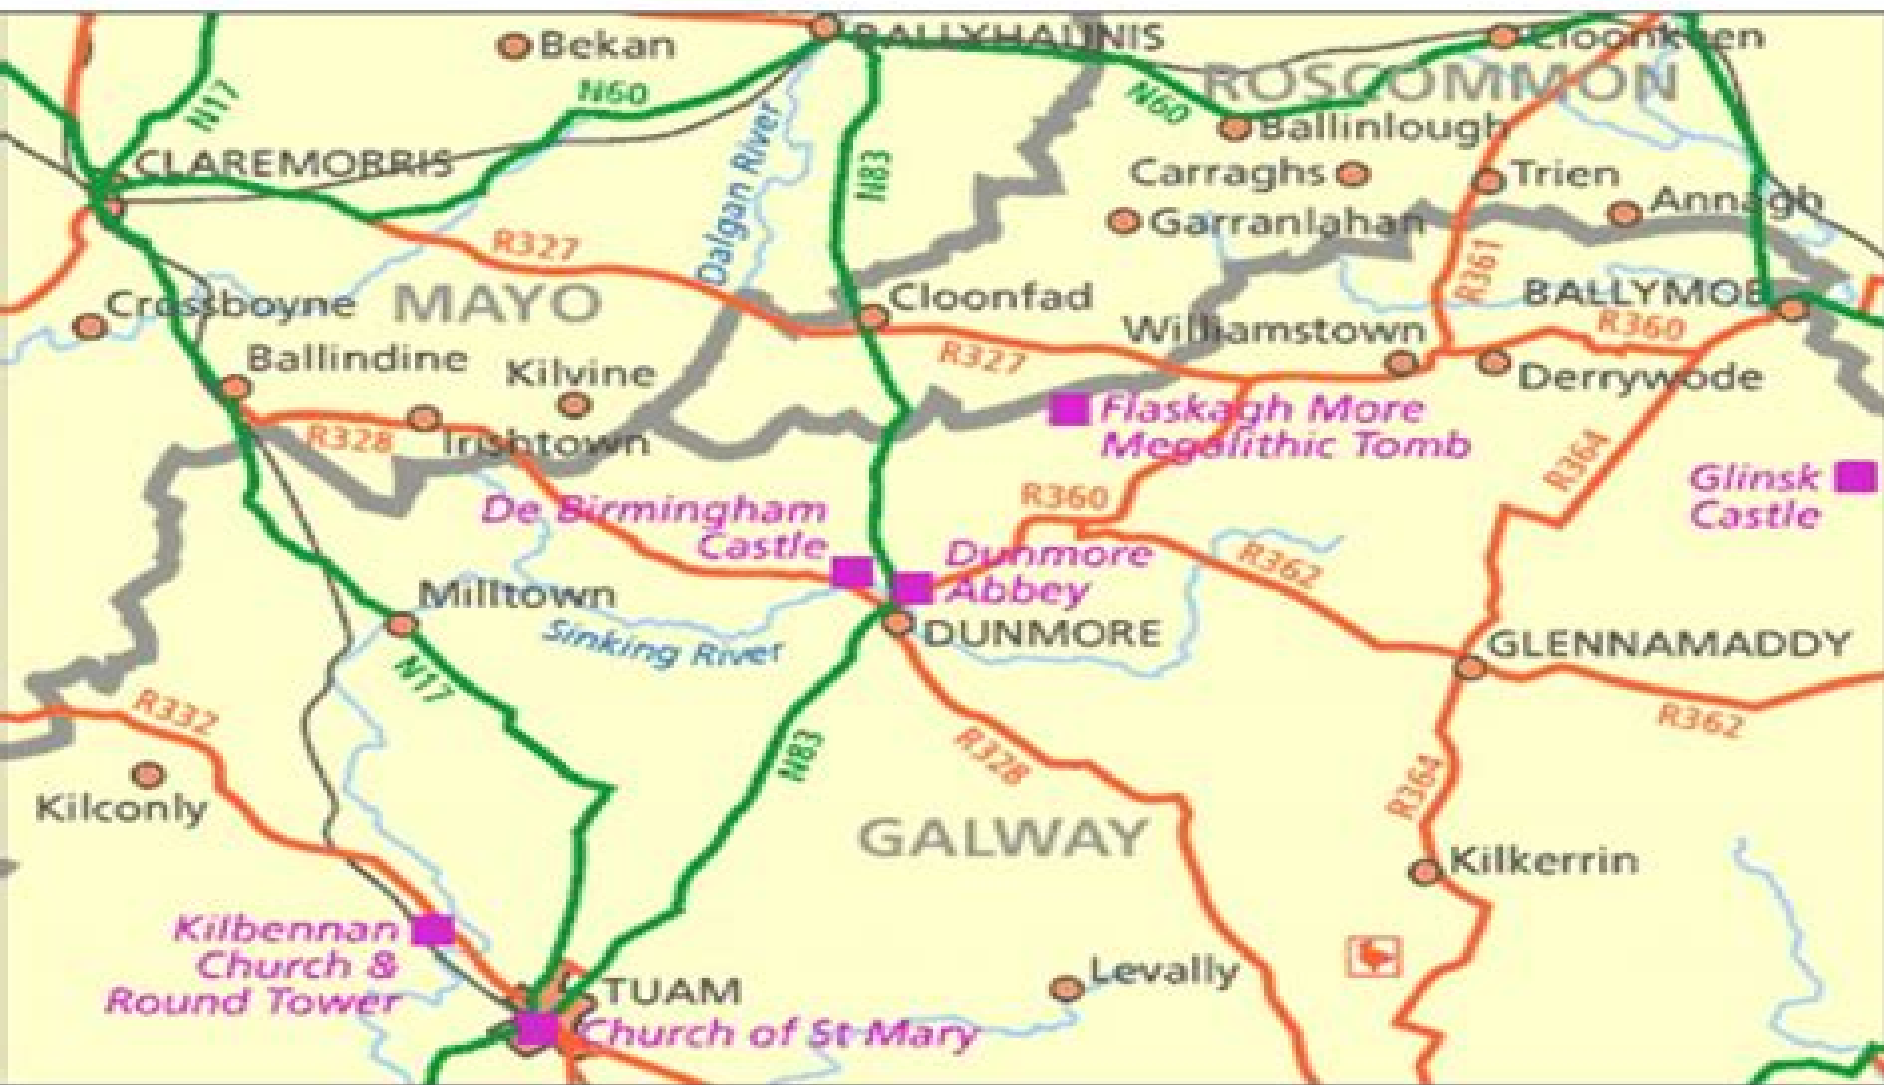 BALLYHAUNIS
Bekan
Cloonkeen
N17
N60
N60
ROSCOMMON
Ballinlough
CLAREMORRIS
Dalgan River
N83
Carraghs
Trien
Annagh
Garranlahan
R327
R361
MAYO
Crossboyne
Cloonfad
BALLYMOE
Williamstown
R360
Ballindine
Kilvine
R327
Derrywode
R328
Irishtown
Flaskagh More
Megalithic Tomb
R364
Glinsk
Castle
R360
De Birmingham
Castle
Dunmore
Abbey
R362
Milltown
Sinking River
DUNMORE
GLENNAMADDY
N17
R332
R362
N83
R328
R364
Kilconly
GALWAY
Kilkerrin
Kilbennan
Church &
Round Tower
Levally
TUAM
Church of St Mary